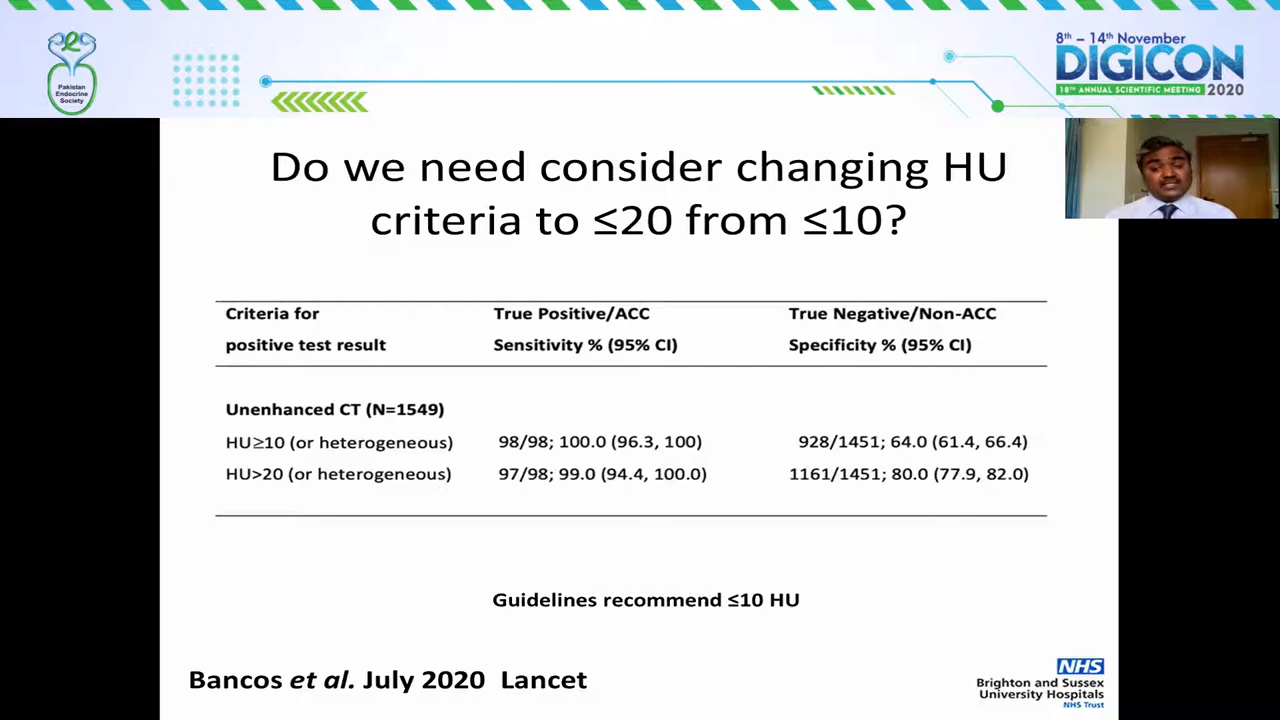 Pakistan
Endocrine
Society
8th – 14th November
DIGICON
18TH ANNUAL SCIENTIFIC MEETING 2020
Do we need consider changing HU
criteria to ≤20 from ≤10?
Criteria for True Positive/ACC True Negative/Non-ACC
positive test result Sensitivity % (95% CI) Specificity % (95% CI)
Unenhanced CT (N=1549)
HU≥10 (or heterogeneous) 98/98; 100.0 (96.3, 100) 928/1451; 64.0 (61.4, 66.4)
HU>20 (or heterogeneous) 97/98; 99.0 (94.4, 100.0) 1161/1451; 80.0 (77.9, 82.0)
Guidelines recommend ≤10 HU
Bancos et al. July 2020 Lancet
NHS
Brighton and Sussex
University Hospitals
NHS Trust